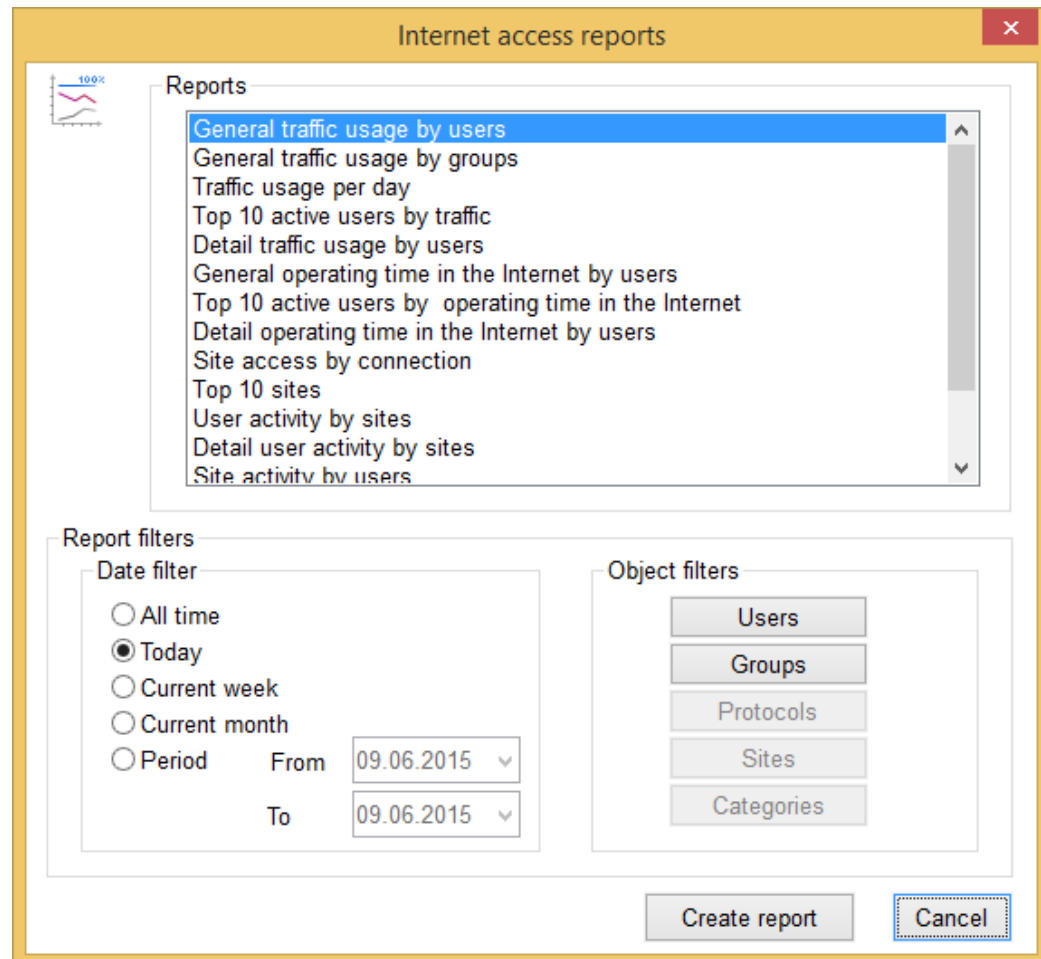 Internet access reports
100%
Reports
General traffic usage by users
General traffic usage by groups
Traffic usage per day
Top 10 active users by traffic
Detail traffic usage by users
General operating time in the Internet by users
Top 10 active users by  operating time in the Internet
Detail operating time in the Internet by users
Site access by connection
Top 10 sites
User activity by sites
Detail user activity by sites
Site activity by users
Report filters
Date filter
All time
Today
Current week
Current month
Period From 09.06.2015
To 09.06.2015
Object filters
Users
Groups
Protocols
Sites
Categories
Create report Cancel